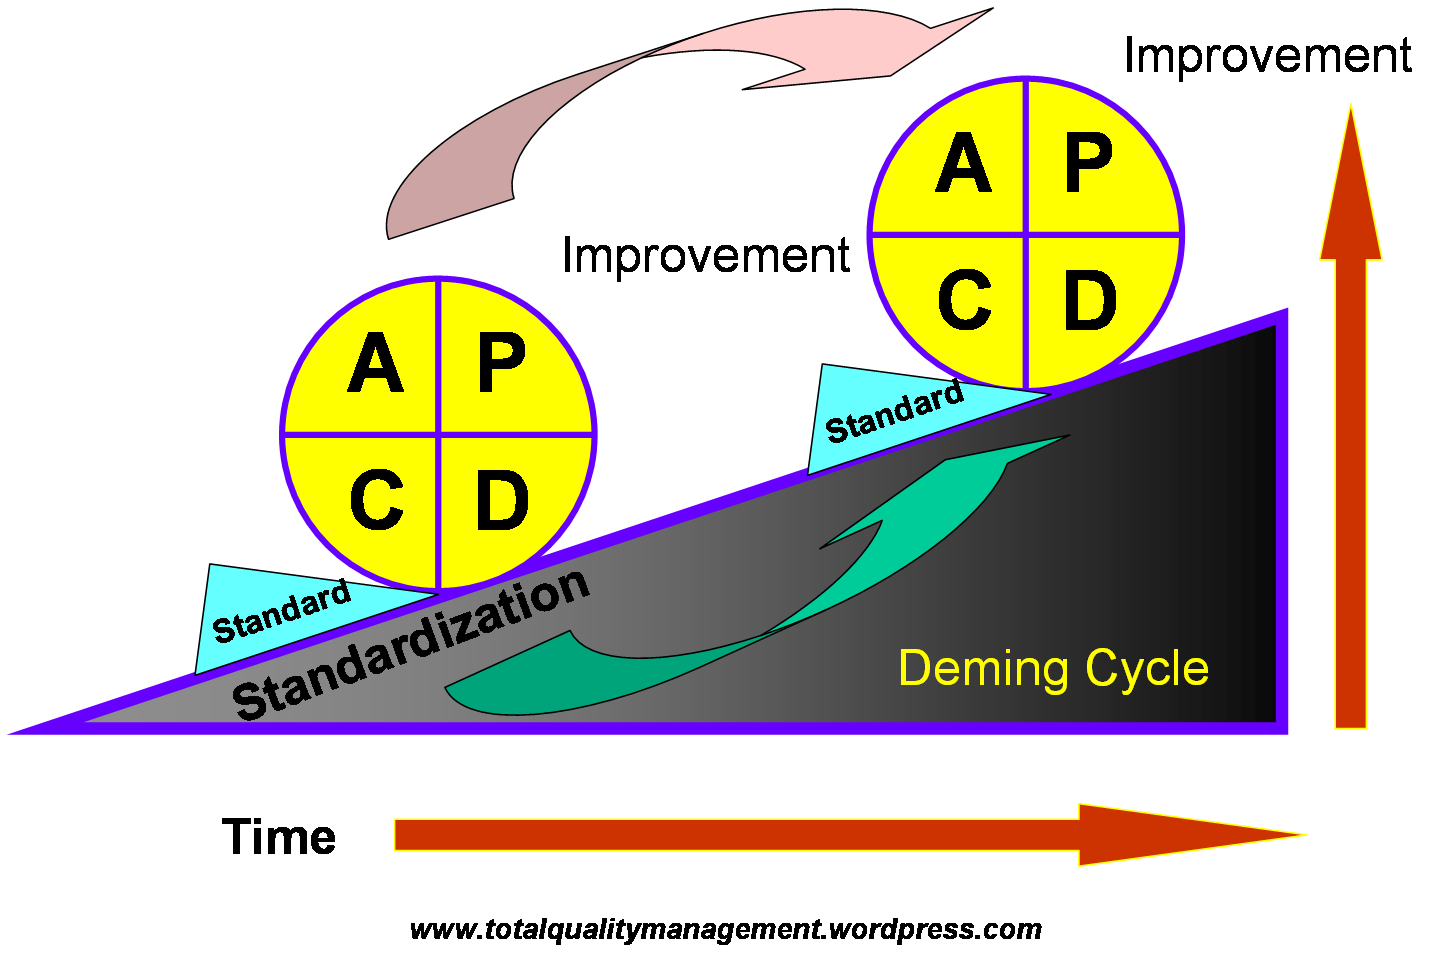 Improvement
A P
C D
Improvement
A P
C D
Standard
Standard
Standardization
Deming Cycle
Time
www.totalqualitymanagement.wordpress.com